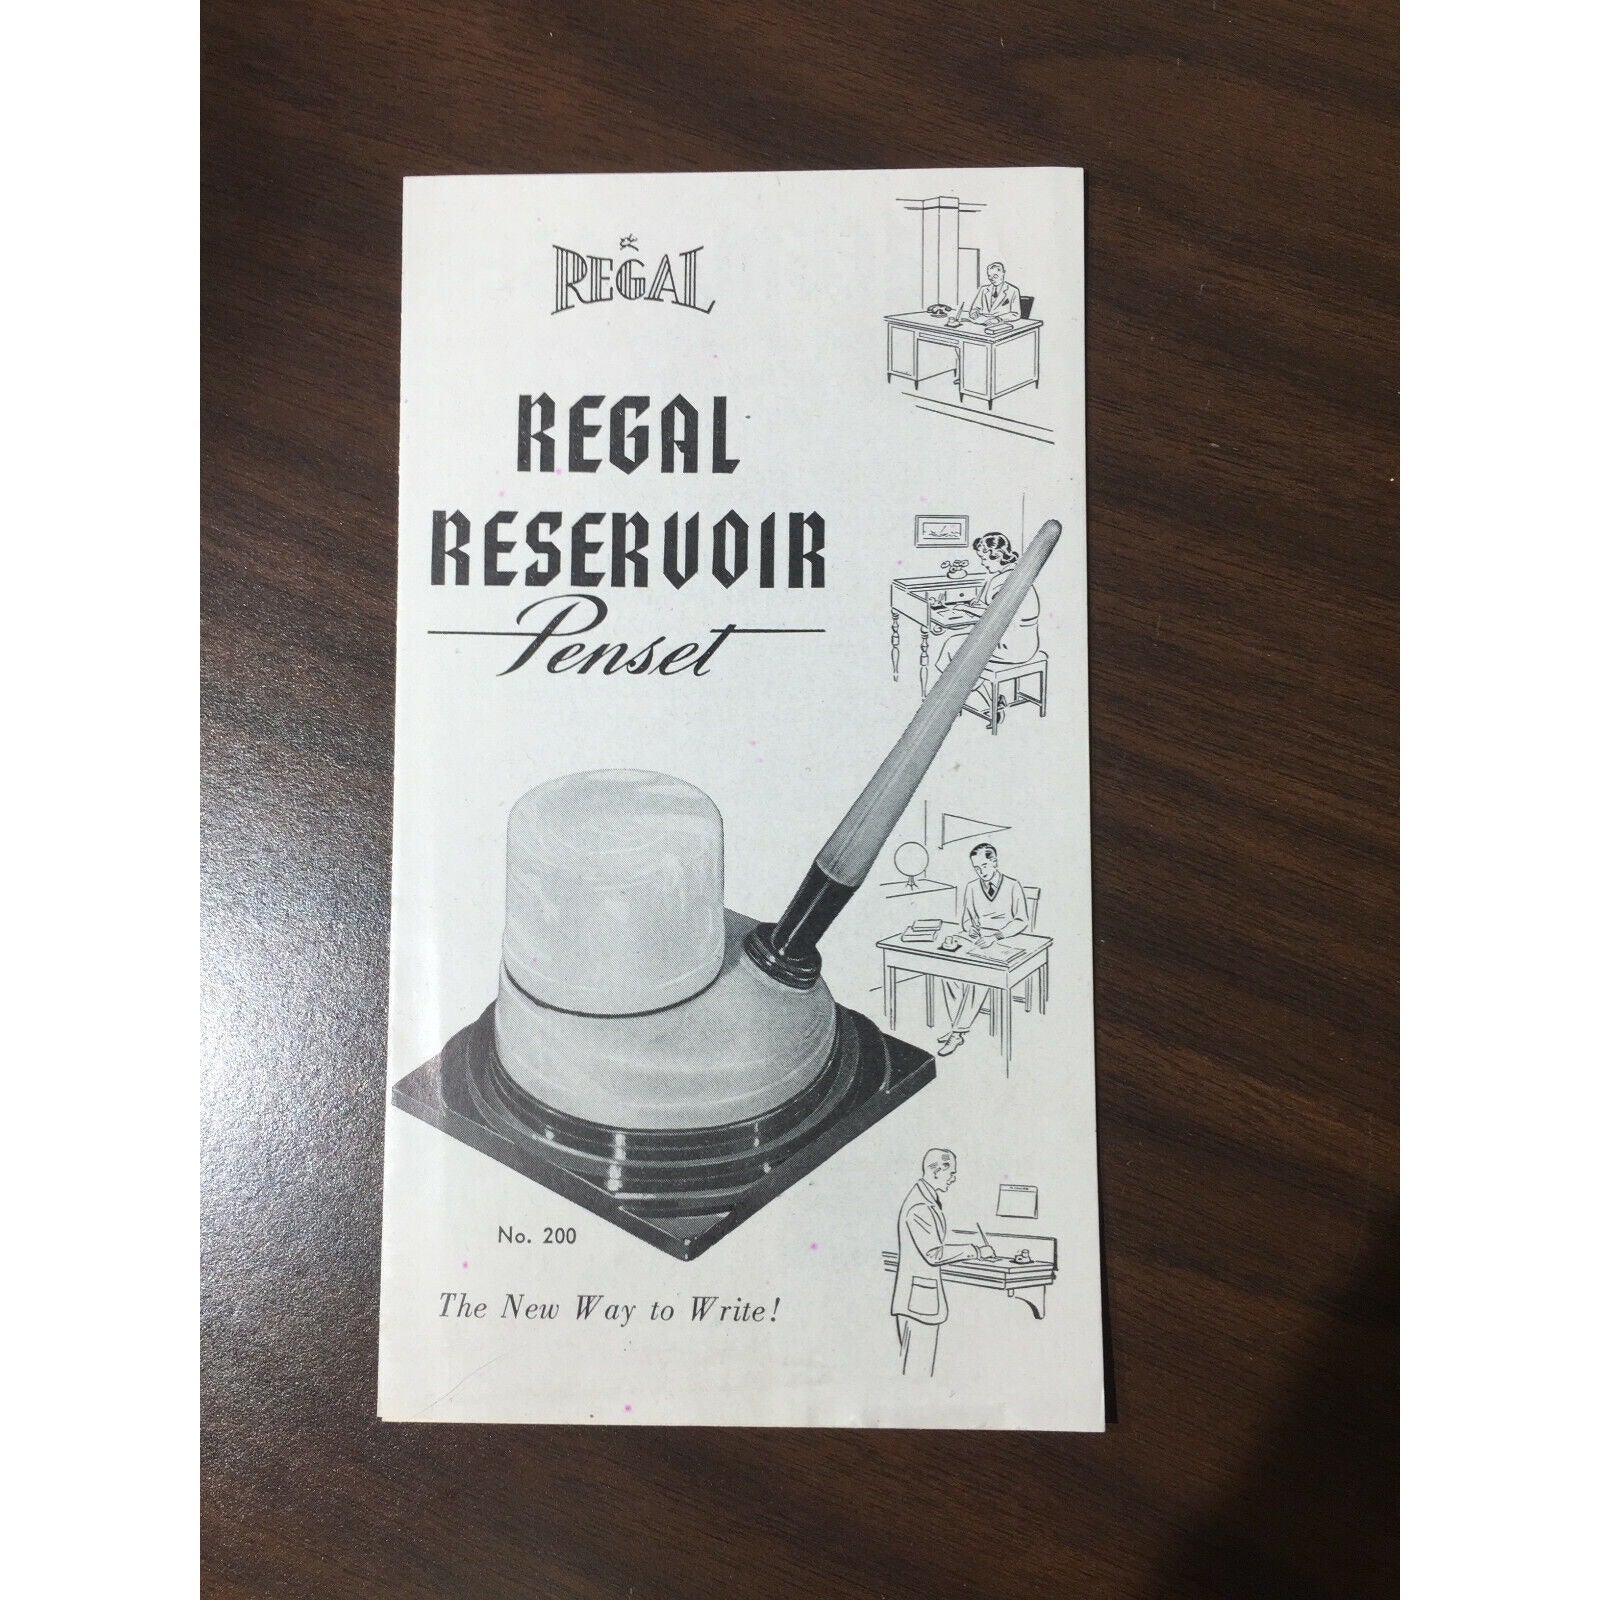 REGAL
REGAL
RESERVOIR
Penset
No. 200
The New Way to Write!